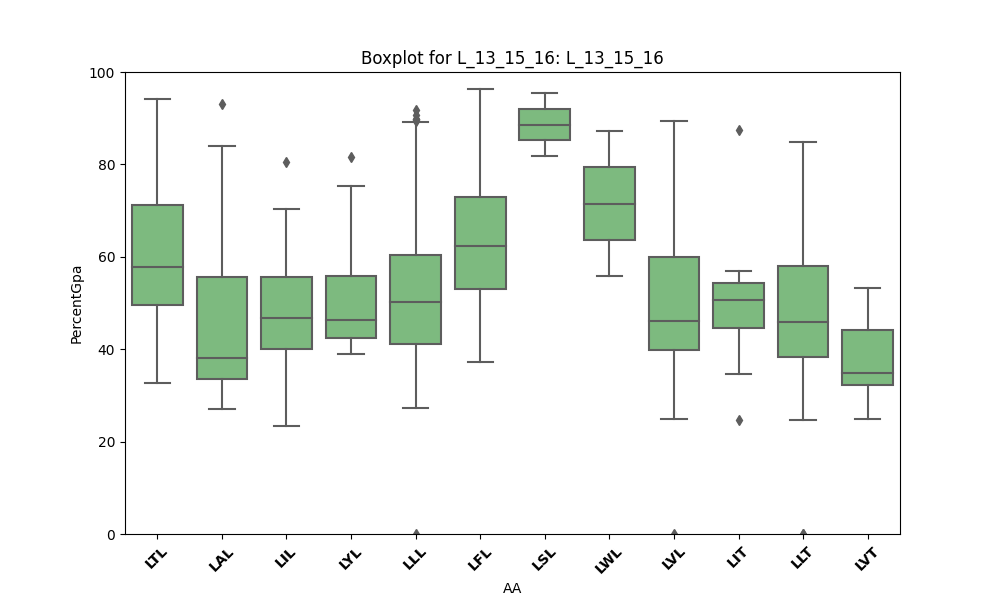 Boxplot for L_13_15_16: L_13_15_16
100
80
60
40
20
0
PercentGpa
LTL LAL LIL LYL LLL LFL LSL LWL LVL LIT LLT LVT
AA